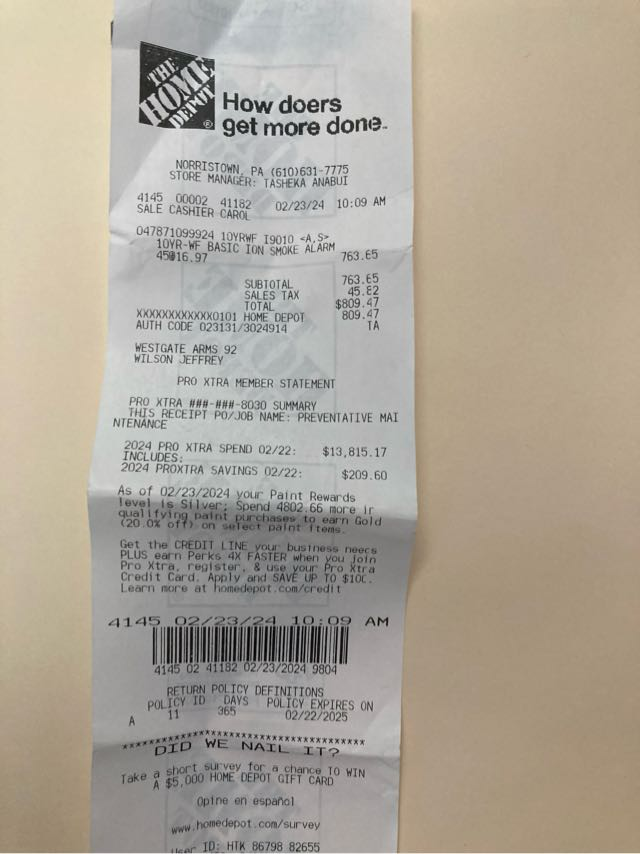 THE
HOME
DEPOT
How doers
get more done.
NORRISTOWN, PA (610)631-7775
STORE MANAGER: TASHEKA ANABUI
4145 00002 41182 02/23/24 10:09 AM
SALE CASHIER CAROL
047871099924 10YRWF I9010 <A,S>
10YR-WF BASIC ION SMOKE ALARM
45@16.97 763.65
SUBTOTAL 763.65
SALES TAX 45.82
TOTAL $809.47
XXXXXXXXXXXX0101 HOME DEPOT 809.47
AUTH CODE 023131/3024914 TA
WESTGATE ARMS 92
WILSON JEFFREY
PRO XTRA MEMBER STATEMENT
PRO XTRA ###-###-8030 SUMMARY
THIS RECEIPT PO/JOB NAME: PREVENTATIVE MAI
NTENANCE
2024 PRO XTRA SPEND 02/22: $13,815.17
INCLUDES:
2024 PROXTRA SAVINGS 02/22: $209.60
As of 02/23/2024 your Paint Rewards
level is Silver; Spend 4802.66 more in
qualifying paint purchases to earn Gold
(20.0% off) on select paint items.
Get the CREDIT LINE your business needs
PLUS earn Perks 4X FASTER when you join
Pro Xtra, register, & use your Pro Xtra
Credit Card. Apply and SAVE UP TO $100.
Learn more at homedepot.com/credit
4145 02/23/24 10:09 AM
4145 02 41182 02/23/2024 9804
RETURN POLICY DEFINITIONS
POLICY ID DAYS POLICY EXPIRES ON
A 11 365 02/22/2025
****************************************
DID WE NAIL IT?
Take a short survey for a chance TO WIN
A $5,000 HOME DEPOT GIFT CARD
Opine en español
www.homedepot.com/survey
User ID: HTK 86798 82655